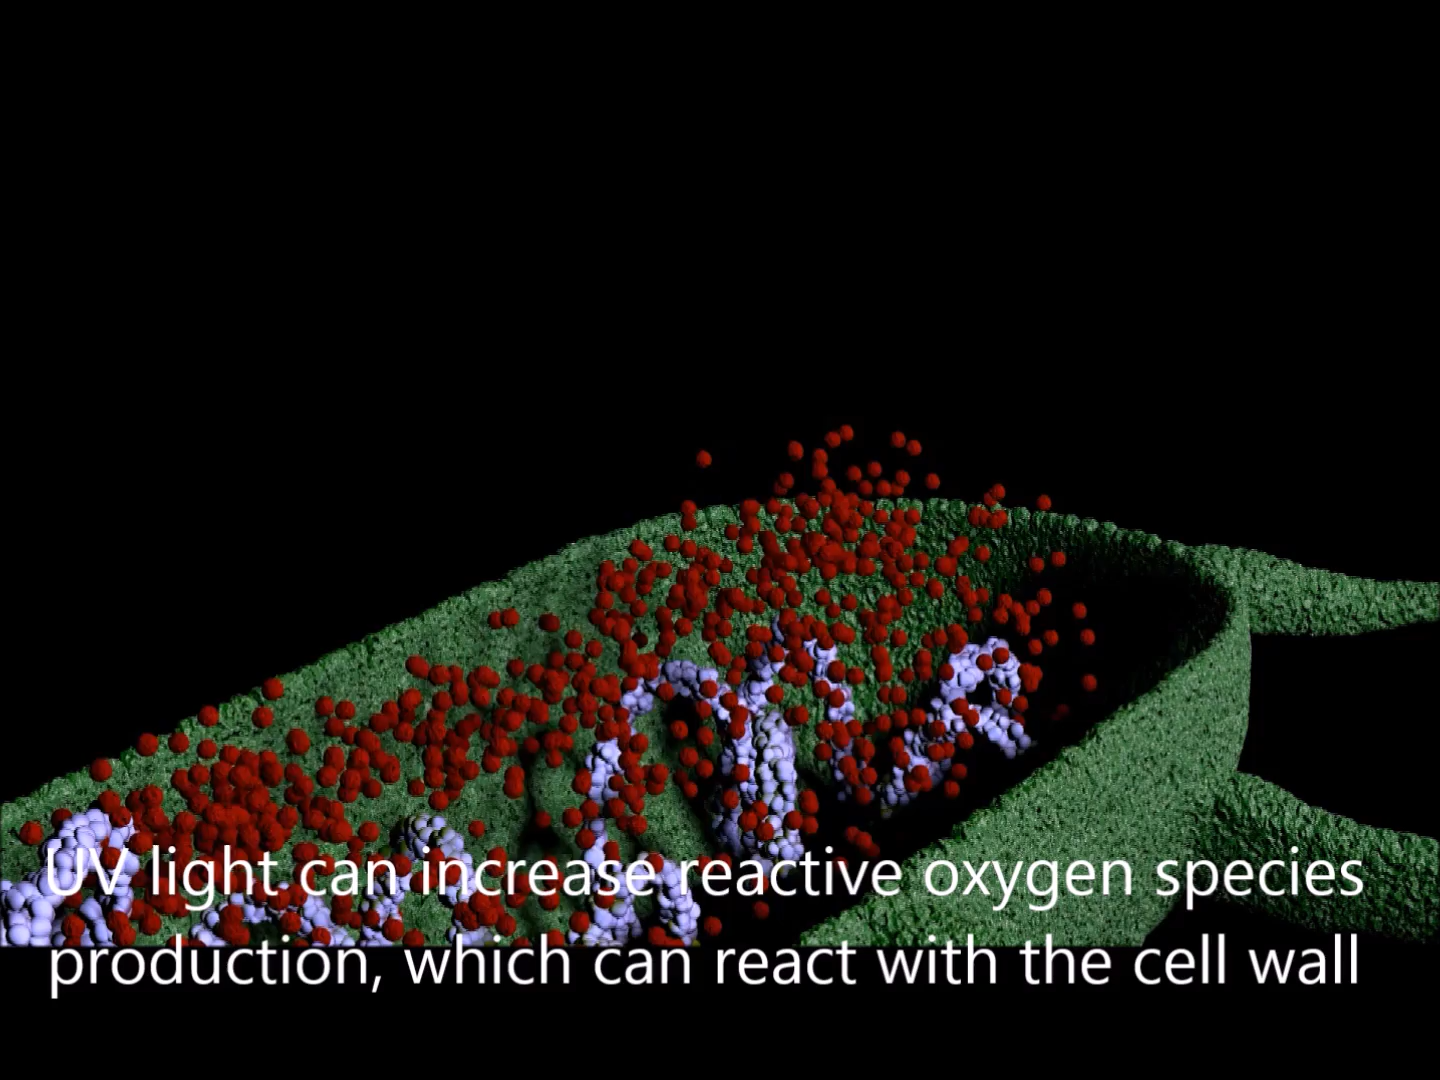 UV light can increase reactive oxygen species
production, which can react with the cell wall